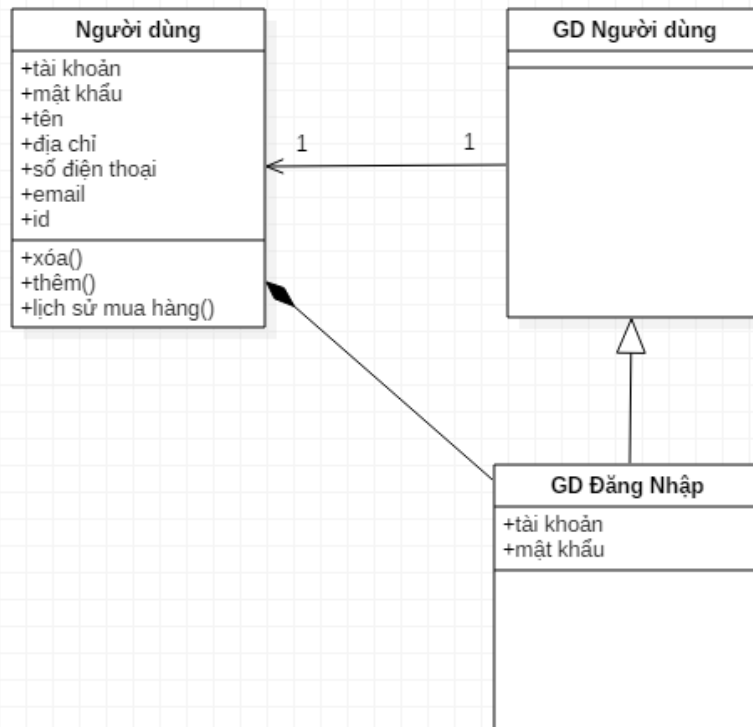 Người dùng
+tài khoản
+mật khẩu
+tên
+địa chỉ
+số điện thoại
+email
+id
+xóa()
+thêm()
+lịch sử mua hàng()
1
1
GD Người dùng
GD Đăng Nhập
+tài khoản
+mật khẩu